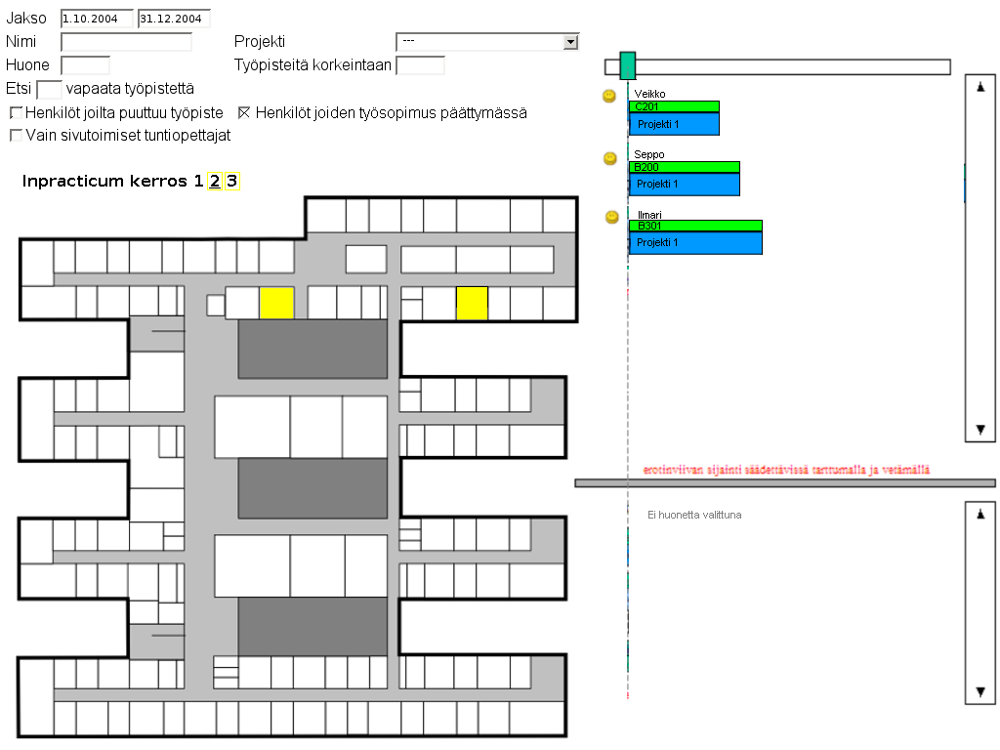 Jakso 1.10.2004 31.12.2004
Nimi Projekti ---
Huone Työpisteitä korkeintaan
Etsi vapaata työpistettä
Henkilöt joilta puuttuu työpiste Henkilöt joiden työsopimus päättymässä
Vain sivutoimiset tuntiopettajat
Inpracticum kerros 1 2 3
Veikko
C201
Projekti 1
Seppo
B200
Projekti 1
Ilmari
B301
Projekti 1
erotinviivan sijainti säädettävissä tarttumalla ja vetämällä
Ei huonetta valittuna